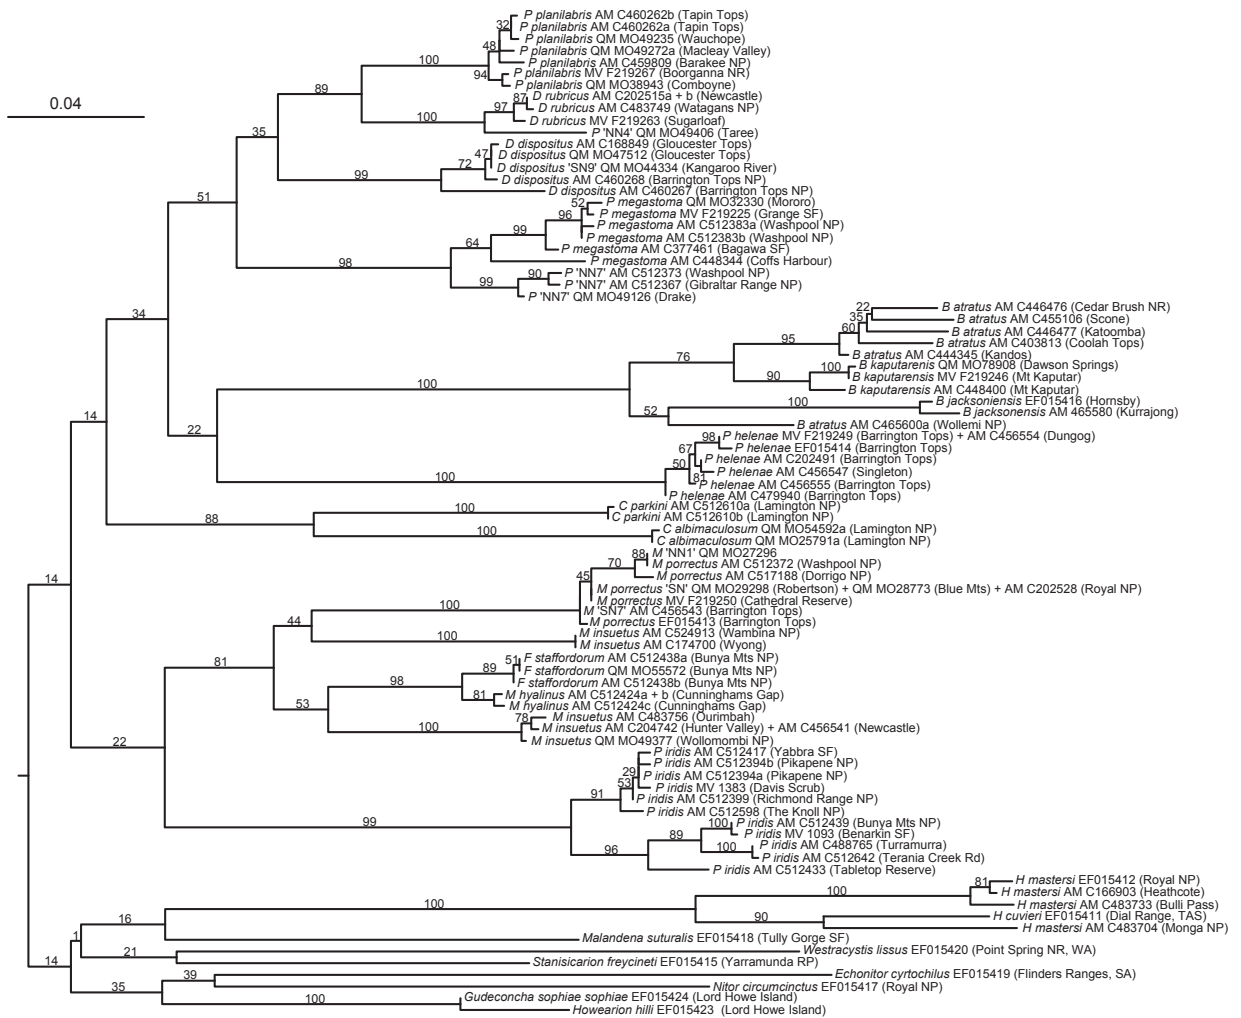 P planilabris AM C460262b (Tapin Tops)
32
P planilabris AM C460262a (Tapin Tops)
P planilabris QM MO49235 (Wauchope)
48
P planilabris QM MO49272a (Macleay Valley)
100
P planilabris AM C459809 (Barakee NP)
94
P planilabris MV F219267 (Boorganna NR)
P planilabris QM MO38943 (Comboyne)
89
87
D rubricus AM C202515a + b (Newcastle)
0.04
97
D rubricus AM C483749 (Watagans NP)
100
D rubricus MV F219263 (Sugarloaf)
35
P 'NN4' QM MO49406 (Taree)
D dispositus AM C168849 (Gloucester Tops)
47
D dispositus QM MO47512 (Gloucester Tops)
72
D dispositus 'SN9' QM MO44334 (Kangaroo River)
99
D dispositus AM C460268 (Barrington Tops NP)
D dispositus AM C460267 (Barrington Tops NP)
51
52
P megastoma QM MO32330 (Mororo)
96
P megastoma MV F219225 (Grange SF)
P megastoma AM C512383a (Washpool NP)
99
P megastoma AM C512383b (Washpool NP)
64
P megastoma AM C377461 (Bagawa SF)
98
P megastoma AM C448344 (Coffs Harbour)
90
P 'NN7' AM C512373 (Washpool NP)
99
P 'NN7' AM C512367 (Gibraltar Range NP)
P 'NN7' QM MO49126 (Drake)
22
B atratus AM C446476 (Cedar Brush NR)
34
35
B atratus AM C455106 (Scone)
60
B atratus AM C446477 (Katoomba)
95
B atratus AM C403813 (Coolah Tops)
76
B atratus AM C444345 (Kandos)
100
B kaputarensis QM MO78908 (Dawson Springs)
90
B kaputarensis MV F219246 (Mt Kaputar)
100
B kaputarensis AM C448400 (Mt Kaputar)
100
B jacksoniensis EF015416 (Hornsby)
14
52
B jacksonensis AM 465580 (Kurrajong)
B atratus AM C465600a (Wollemi NP)
22
98
P helenae MV F219249 (Barrington Tops) + AM C456554 (Dungog)
67
P helenae EF015414 (Barrington Tops)
50
P helenae AM C202491 (Barrington Tops)
P helenae AM C456547 (Singleton)
100
81
P helenae AM C456555 (Barrington Tops)
P helenae AM C479940 (Barrington Tops)
100
C parkini AM C512610a (Lamington NP)
88
C parkini AM C512610b (Lamington NP)
100
C albimaculosum QM MO54592a (Lamington NP)
C albimaculosum QM MO25791a (Lamington NP)
88
M 'NN1' QM MO27296
70
M porrectus AM C512372 (Washpool NP)
14
45
M porrectus AM C517188 (Dorrigo NP)
M porrectus 'SN' QM MO29298 (Robertson) + QM MO28773 (Blue Mts) + AM C202528 (Royal NP)
M porrectus MV F219250 (Cathedral Reserve)
100
M 'SN7' AM C456543 (Barrington Tops)
44
M porrectus EF015413 (Barrington Tops)
100
M insuetus AM C524913 (Wambina NP)
M insuetus AM C174700 (Wyong)
81
51
F staffordorum AM C512438a (Bunya Mts NP)
89
F staffordorum QM MO55572 (Bunya Mts NP)
98
F staffordorum AM C512438b (Bunya Mts NP)
81
M hyalinus AM C512424a + b (Cunninghams Gap)
53
M hyalinus AM C512424c (Cunninghams Gap)
78
M insuetus AM C483756 (Ourimbah)
100
M insuetus AM C204742 (Hunter Valley) + AM C456541 (Newcastle)
22
M insuetus QM MO49377 (Wollomombi NP)
P iridis AM C512417 (Yabbra SF)
P iridis AM C512394b (Pikapene NP)
29
P iridis AM C512394a (Pikapene NP)
53
P iridis MV 1383 (Davis Scrub)
91
P iridis AM C512399 (Richmond Range NP)
P iridis AM C512598 (The Knoll NP)
99
100
P iridis AM C512439 (Bunya Mts NP)
89
P iridis MV 1093 (Benarkin SF)
100
P iridis AM C488765 (Turramurra)
96
P iridis AM C512642 (Terania Creek Rd)
P iridis AM C512433 (Tabletop Reserve)
81
H mastersi EF015412 (Royal NP)
100
H mastersi AM C166903 (Heathcote)
100
H mastersi AM C483733 (Bulli Pass)
16
90
H cuvieri EF015411 (Dial Range, TAS)
H mastersi AM C483704 (Monga NP)
1
Malandena suturalis EF015418 (Tully Gorge SF)
21
Westracystis lissus EF015420 (Point Spring NR, WA)
14
Stanisicarion freycineti EF015415 (Yarramunda RP)
39
Echonitor cyrtochilus EF015419 (Flinders Ranges, SA)
35
Nitor circumcinctus EF015417 (Royal NP)
100
Gudeoncha sophiae sophiae EF015424 (Lord Howe Island)
Howearion hilli EF015423 (Lord Howe Island)